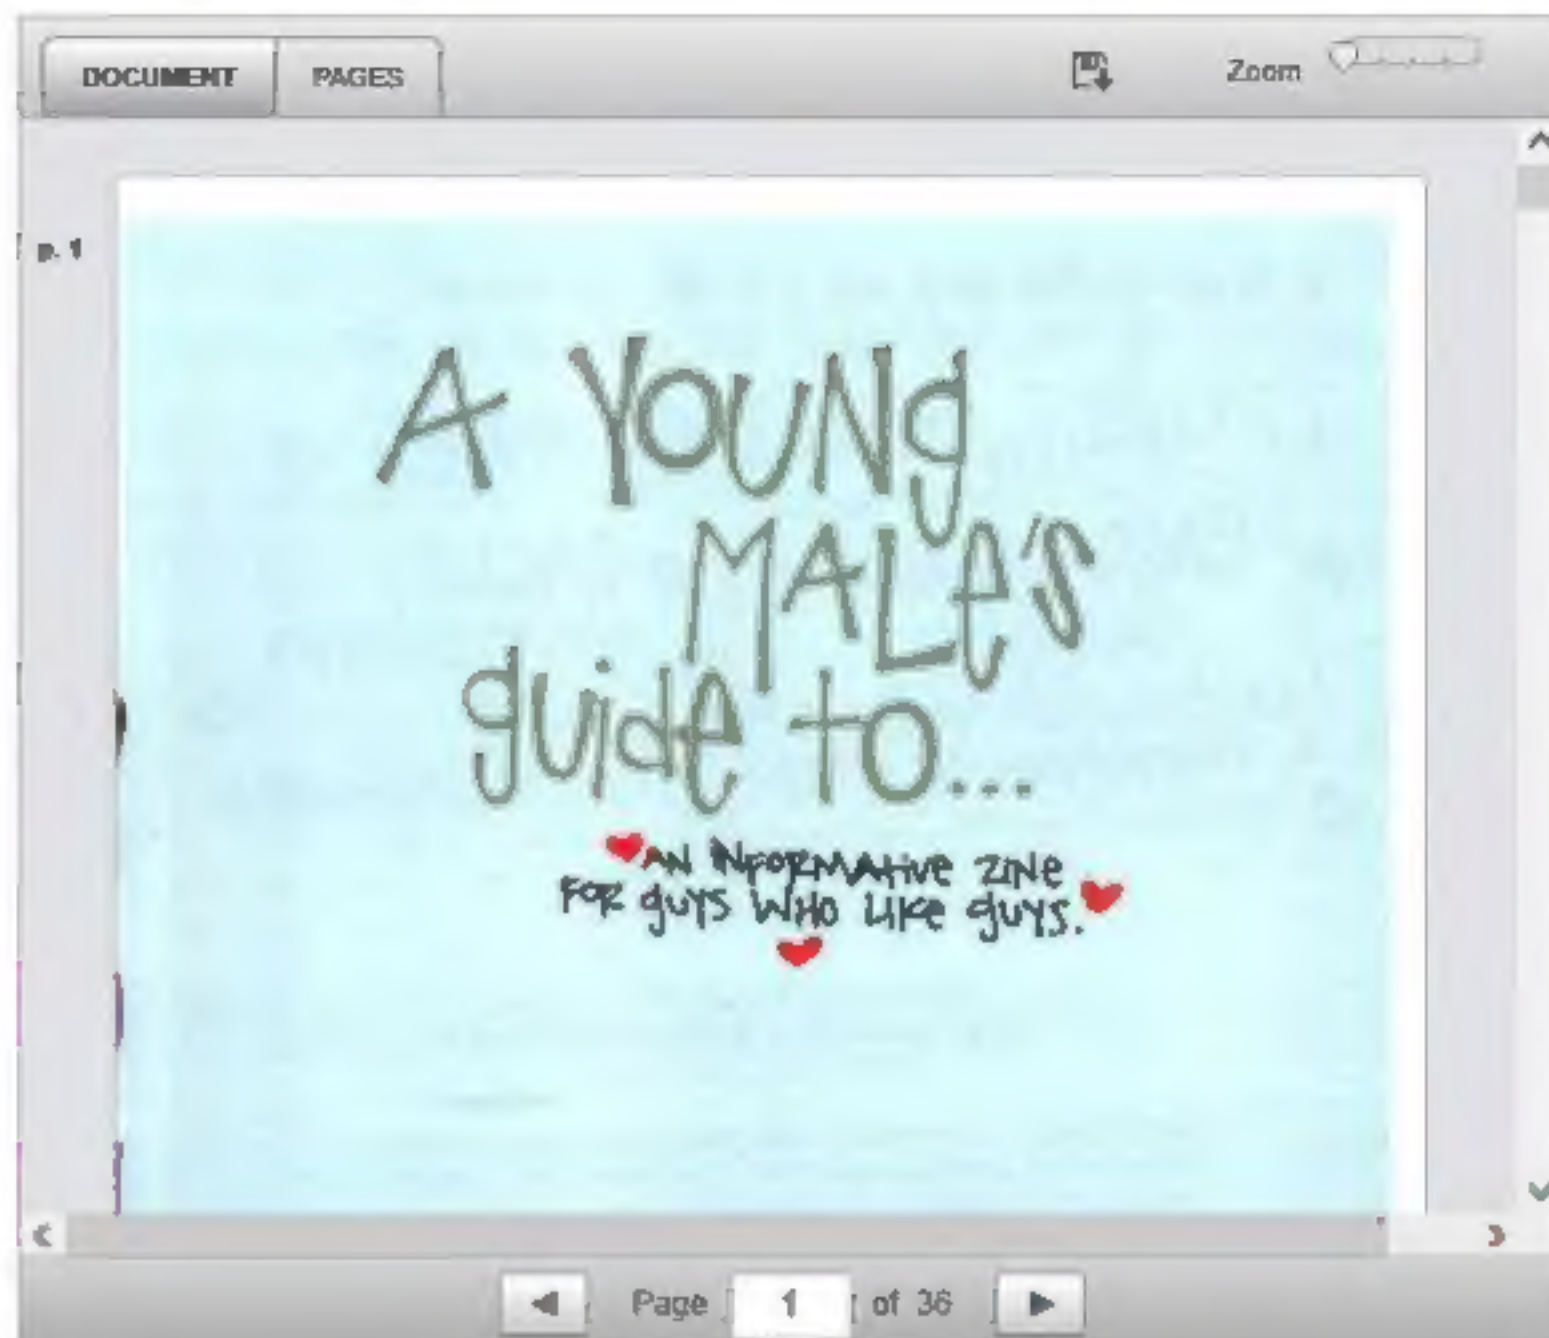 DOCUMENT PAGES Zoom
p. 1
A YOUNg
MALe's
guide to...
AN INFORMAtive ZINe
FOR guYS WHO LIKe guYS.
Page 1 of 36